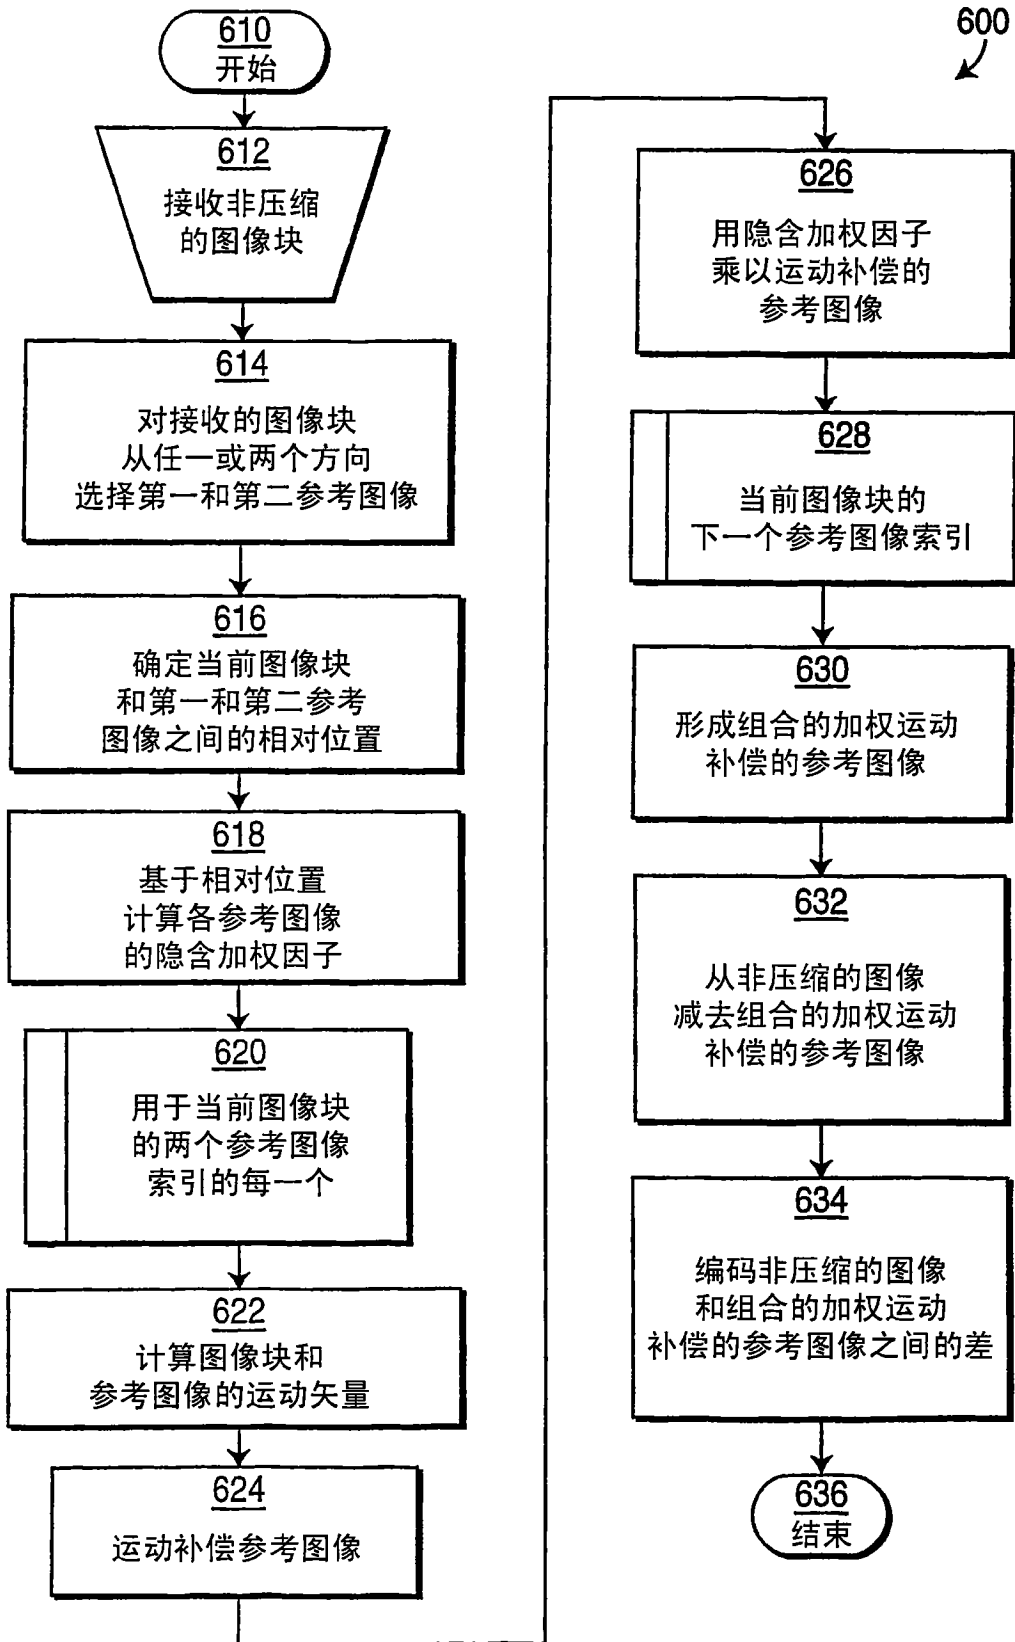 600
610
开始
612
接收非压缩
的图像块
614
对接收的图像块
从任一或两个方向
选择第一和第二参考图像
616
确定当前图像块
和第一和第二参考
图像之间的相对位置
618
基于相对位置
计算各参考图像
的隐含加权因子
620
用于当前图像块
的两个参考图像
索引的每一个
622
计算图像块和
参考图像的运动矢量
624
运动补偿参考图像
626
用隐含加权因子
乘以运动补偿的
参考图像
628
当前图像块的
下一个参考图像索引
630
形成组合的加权运动
补偿的参考图像
632
从非压缩的图像
减去组合的加权运动
补偿的参考图像
634
编码非压缩的图像
和组合的加权运动
补偿的参考图像之间的差
636
结束